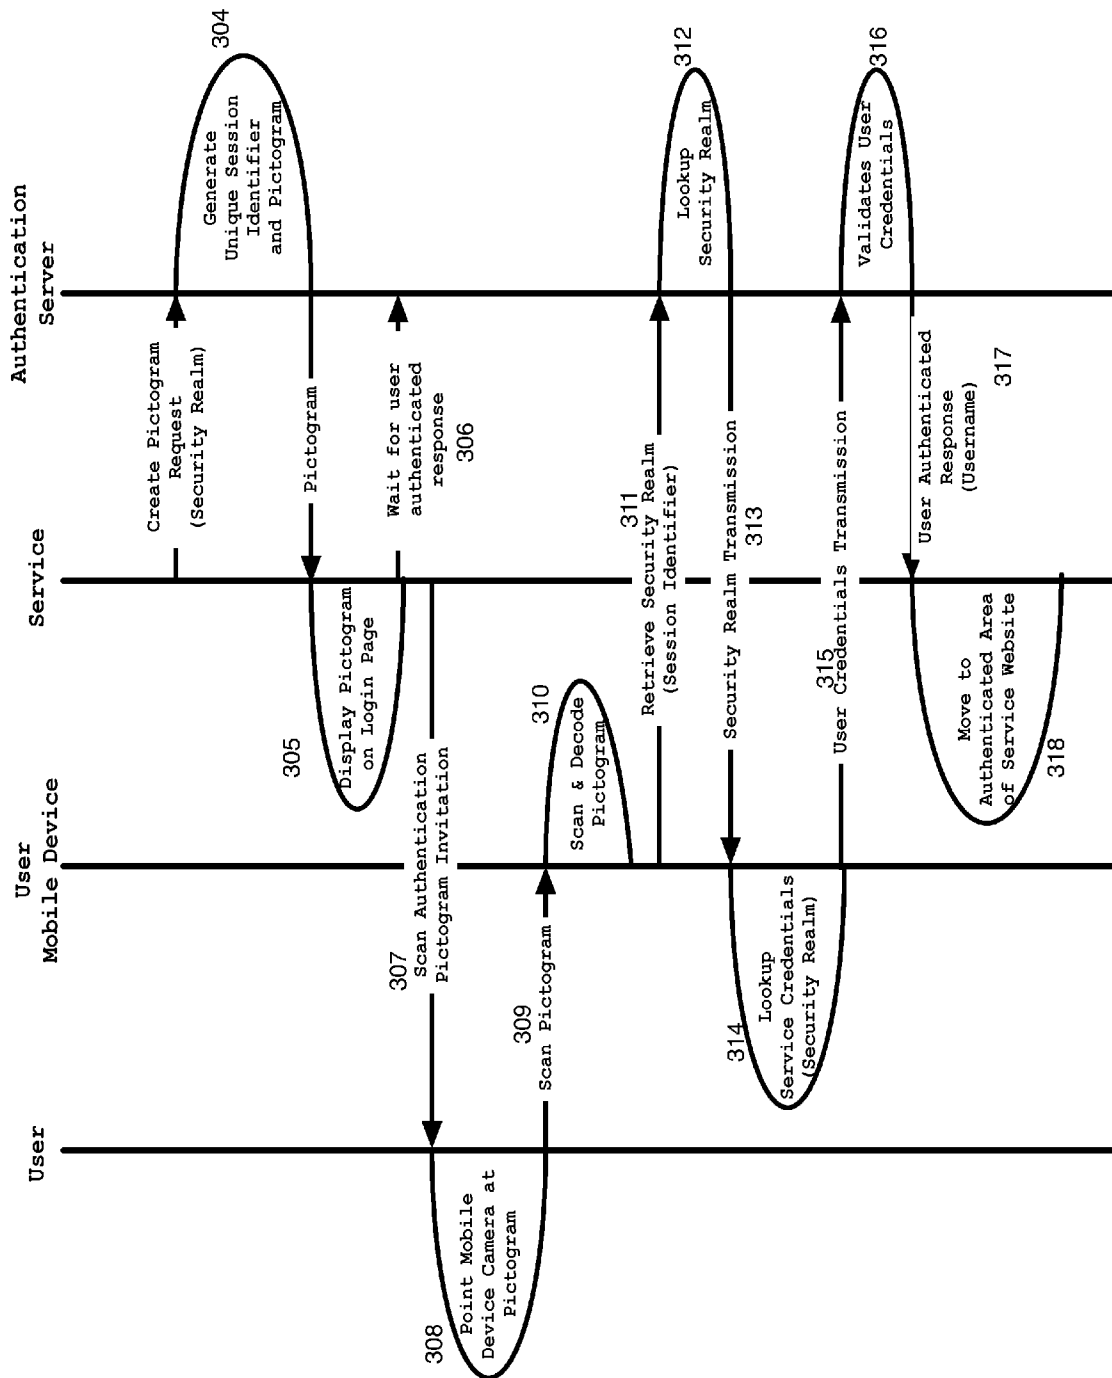 User
User
Mobile Device
Service
Authentication
Server
Create Pictogram
Request
(Security Realm)
304
Generate
Unique Session
Identifier
and Pictogram
Pictogram
305
Display Pictogram
on Login Page
Wait for user
authenticated
response
306
307
Scan Authentication
Pictogram Invitation
308
Point Mobile
Device Camera at
Pictogram
309
Scan Pictogram
310
Scan & Decode
Pictogram
311
Retrieve Security Realm
(Session Identifier)
312
Lookup
Security Realm
Security Realm Transmission
313
314
Lookup
Service Credentials
(Security Realm)
315
User Credentials Transmission
316
Validates User
Credentials
User Authenticated
Response
(Username)
317
Move to
Authenticated Area
of Service Website
318